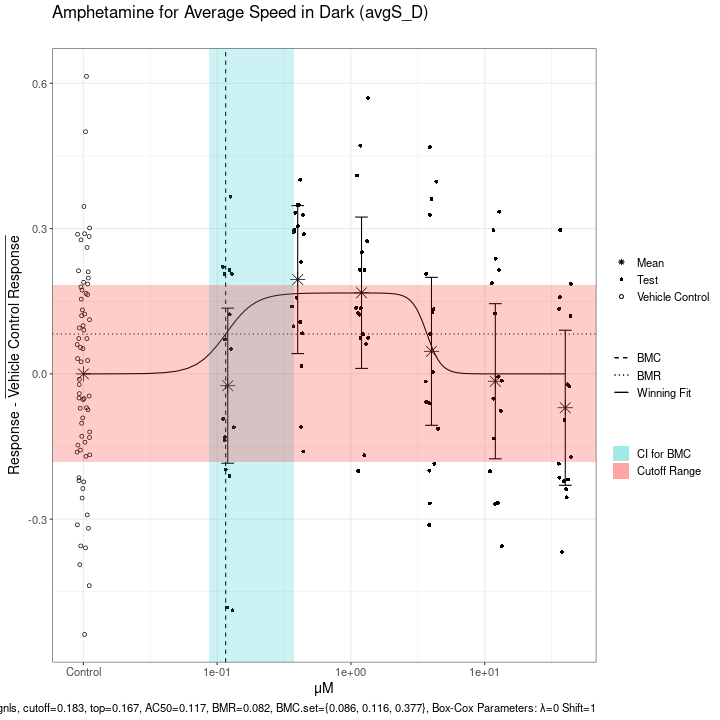 Amphetamine for Average Speed in Dark (avgS_D)
Response - Vehicle Control Response
0.6
0.3
0.0
-0.3
Control
1e-01
1e+00
1e+01
μM
Mean
Test
Vehicle Control
BMC
BMR
Winning Fit
CI for BMC
Cutoff Range
gnls, cutoff=0.183, top=0.167, AC50=0.117, BMR=0.082, BMC.set={0.086, 0.116, 0.377}, Box-Cox Parameters: λ=0 Shift=1